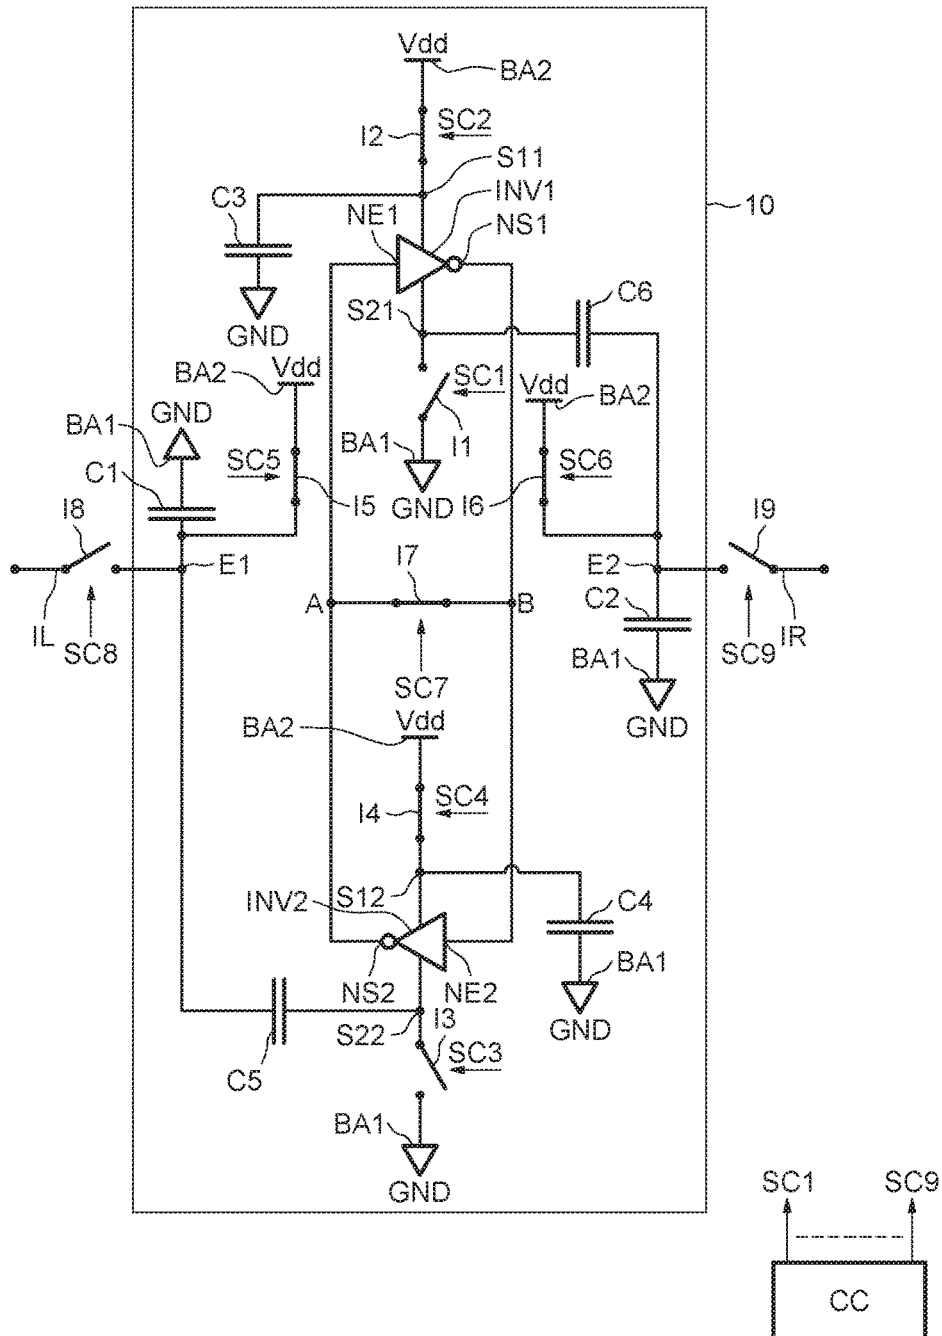 Vdd
BA2
I2
SC2
S11
C3
INV1
NE1
NS1
10
GND
S21
C6
BA2
Vdd
SC1
Vdd
BA2
GND
BA1
BA1
I1
C1
SC5
I5
GND
I6
SC6
I8
I9
E1
I7
E2
A
B
C2
IL
SC8
SC9
IR
BA1
SC7
GND
BA2
Vdd
I4
SC4
S12
INV2
C4
NS2
NE2
BA1
S22
I3
GND
C5
SC3
BA1
GND
SC1
SC9
CC